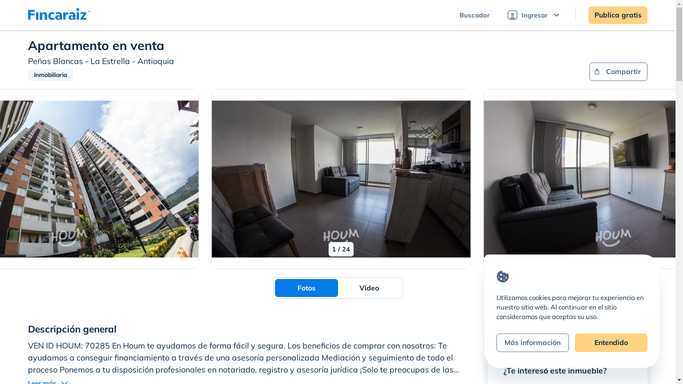 Fincaraiz
Buscador
Ingresar
Publica gratis
Apartamento en venta
Peñas Blancas - La Estrella - Antioquia
Inmobiliaria
Compartir
HOUM
HOUM
HOUM
1 / 24
Fotos
Video
Utilizamos cookies para mejorar tu experiencia en
nuestro sitio web. Al continuar en el sitio
consideramos que aceptas su uso.
Más información
Entendido
Descripción general
VEN ID HOUM: 70285 En Houm te ayudamos de forma fácil y segura. Los beneficios de comprar con nosotros: Te
ayudamos a conseguir financiamiento a través de una asesoría personalizada Mediación y seguimiento de todo el
proceso Ponemos a tu disposición profesionales en notariado, registro y asesoría jurídica ¡Solo te preocupas de las...
Leer más
¿Te interesó este inmueble?